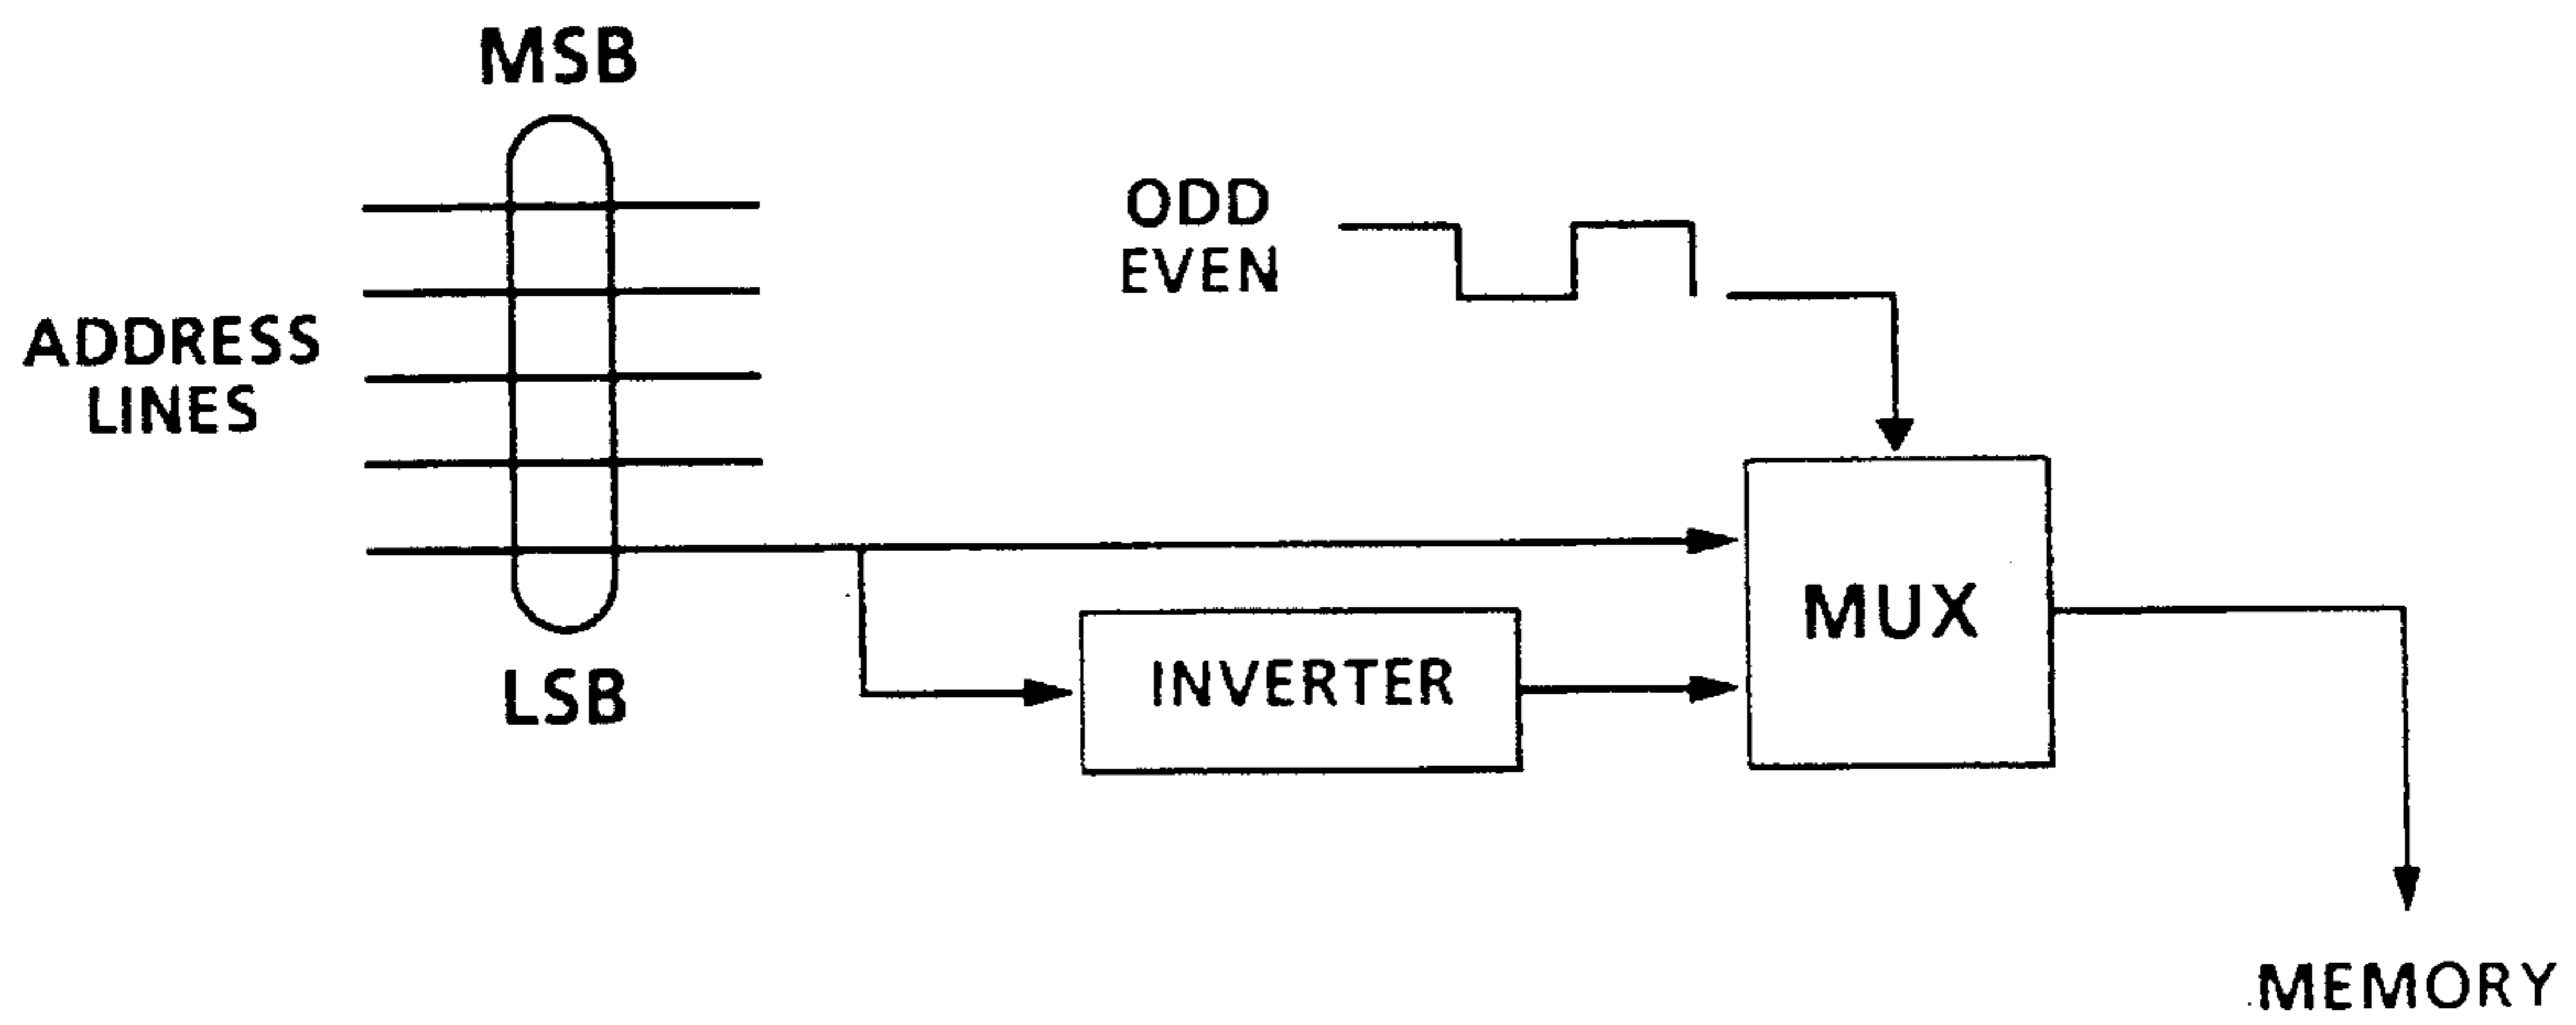 MSB
ADDRESS
LINES
LSB
ODD
EVEN
INVERTER
MUX
MEMORY